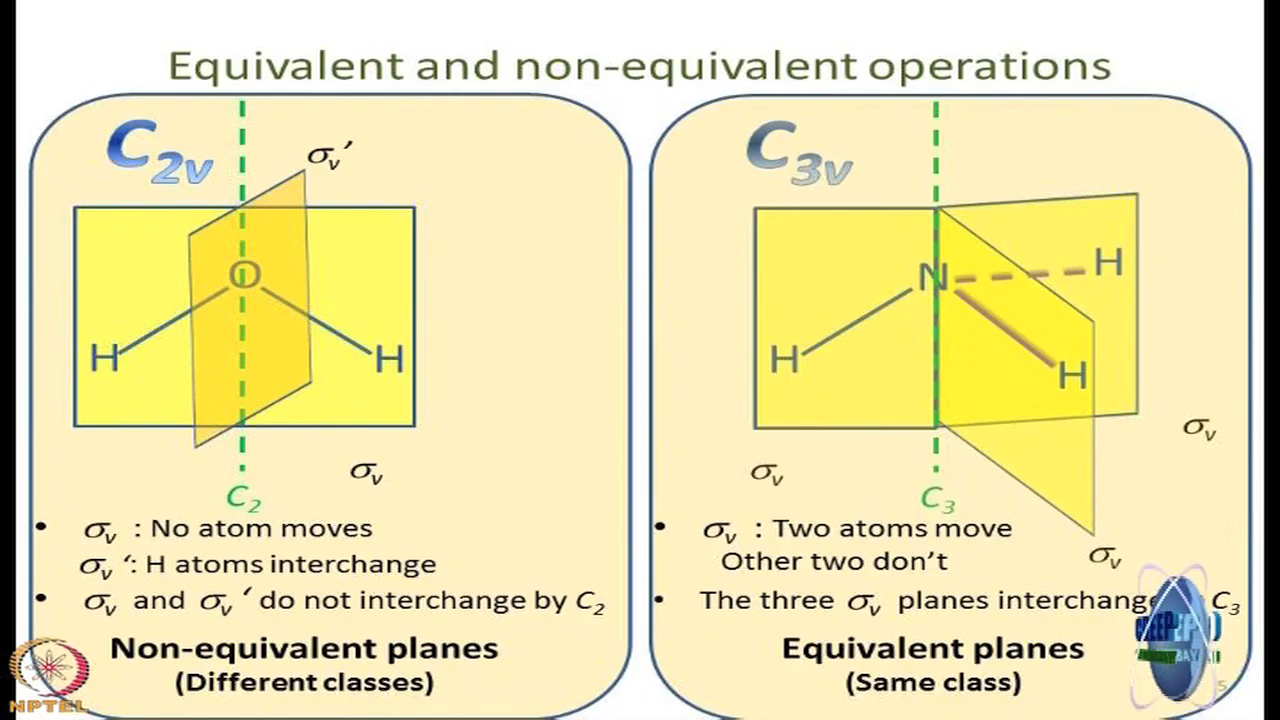 Equivalent and non-equivalent operations
C2v
σv′
O
H
H
σv
C2
• σv : No atom moves
σv ‘: H atoms interchange
• σv and σv ‘ do not interchange by C2
Non-equivalent planes
(Different classes)
C3v
N
H
H
H
σv
σv
C3
σv
• σv : Two atoms move
Other two don’t
• The three σv planes interchange C3
Equivalent planes
(Same class)
5
NPTEL